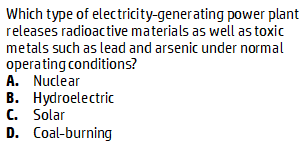 Which type of electricity-generating power plant
releases radioactive materials as well as toxic
metals such as lead and arsenic under normal
operating conditions?
A. Nuclear
B. Hydroelectric
C. Solar
D. Coal-burning